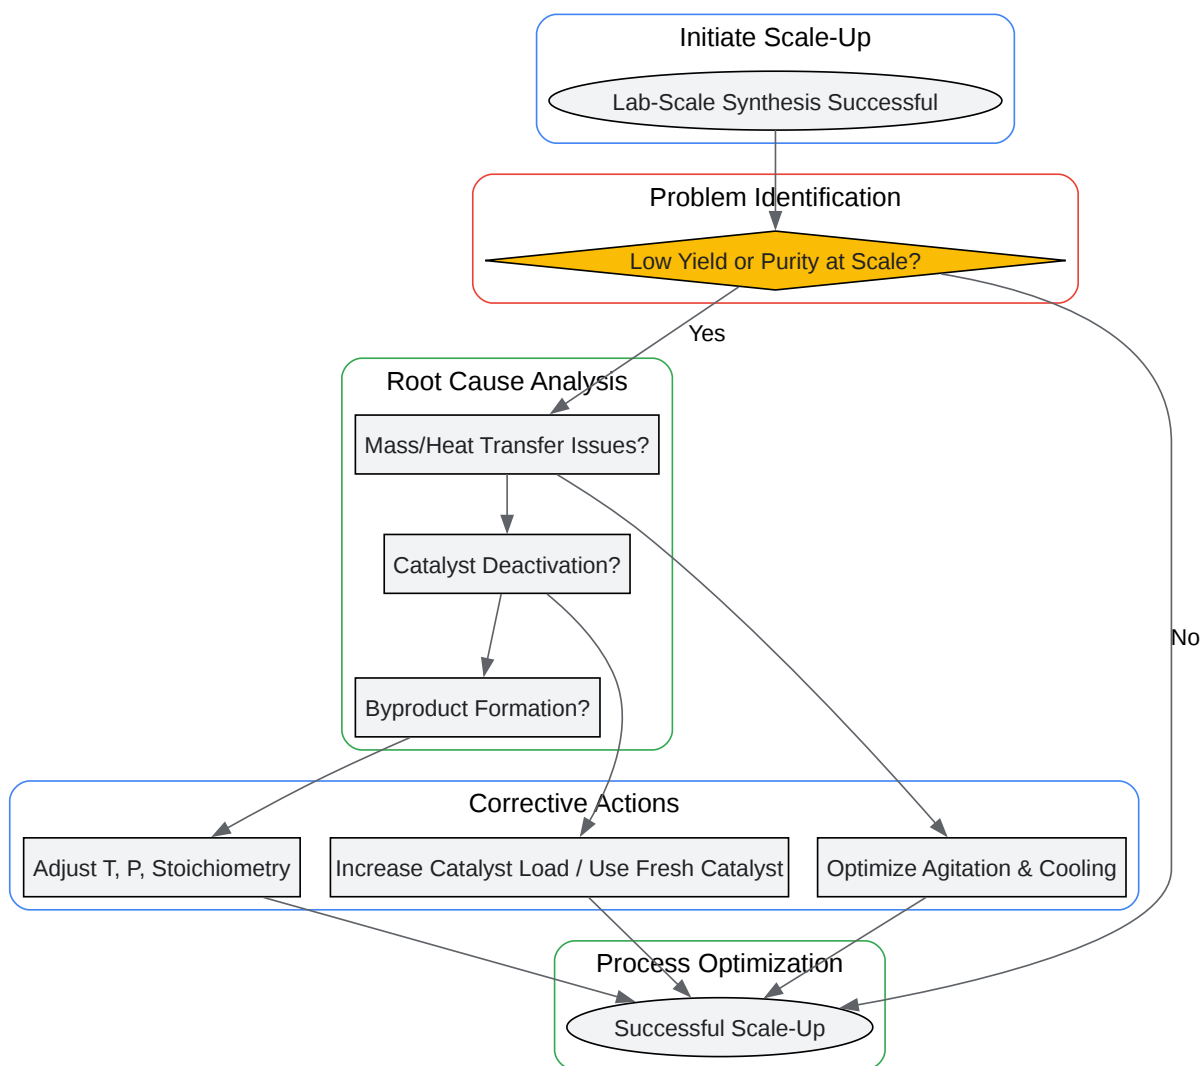 Initiate Scale-Up
Lab-Scale Synthesis Successful
Problem Identification
Low Yield or Purity at Scale?
Yes
Root Cause Analysis
Mass/Heat Transfer Issues?
Catalyst Deactivation?
No
Byproduct Formation?
Corrective Actions
Adjust T, P, Stoichiometry
Increase Catalyst Load / Use Fresh Catalyst
Optimize Agitation & Cooling
Process Optimization
Successful Scale-Up